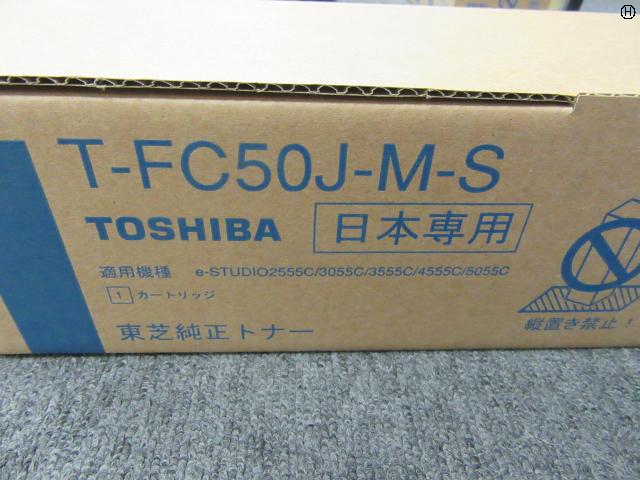 T-FC50J-M-S
TOSHIBA 日本専用
適用機種 e-STUDIO2555C/3055C/3555C/4555C/5055C
1 カートリッジ
東芝純正トナー
縦置き禁止!
H